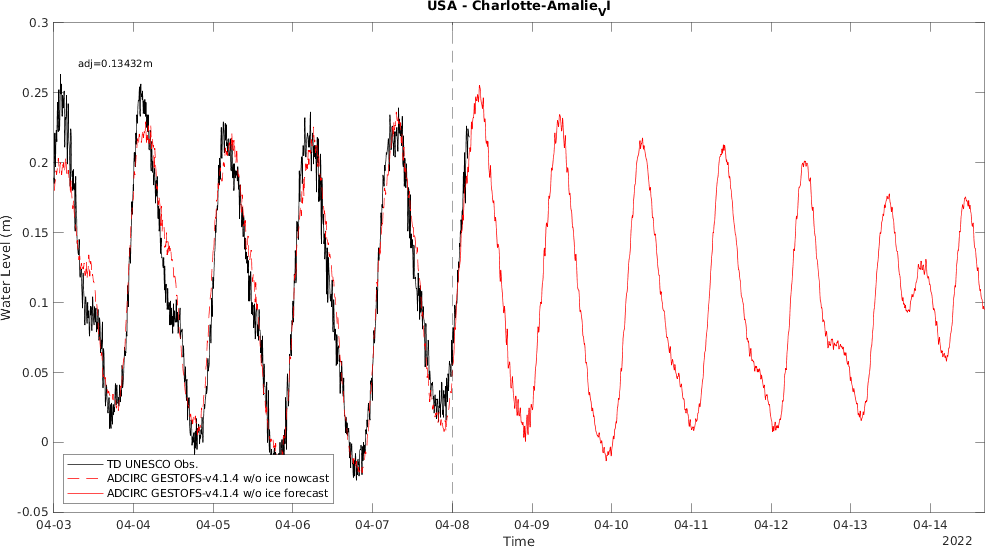 USA - Charlotte-Amalie_VI
adj=0.13432m
0.3
0.25
0.2
0.15
0.1
0.05
0
-0.05
Water Level (m)
TD UNESCO Obs.
ADCIRC GESTOFS-v4.1.4 w/o ice nowcast
ADCIRC GESTOFS-v4.1.4 w/o ice forecast
04-03 04-04 04-05 04-06 04-07 04-08 04-09 04-10 04-11 04-12 04-13 04-14
Time
2022